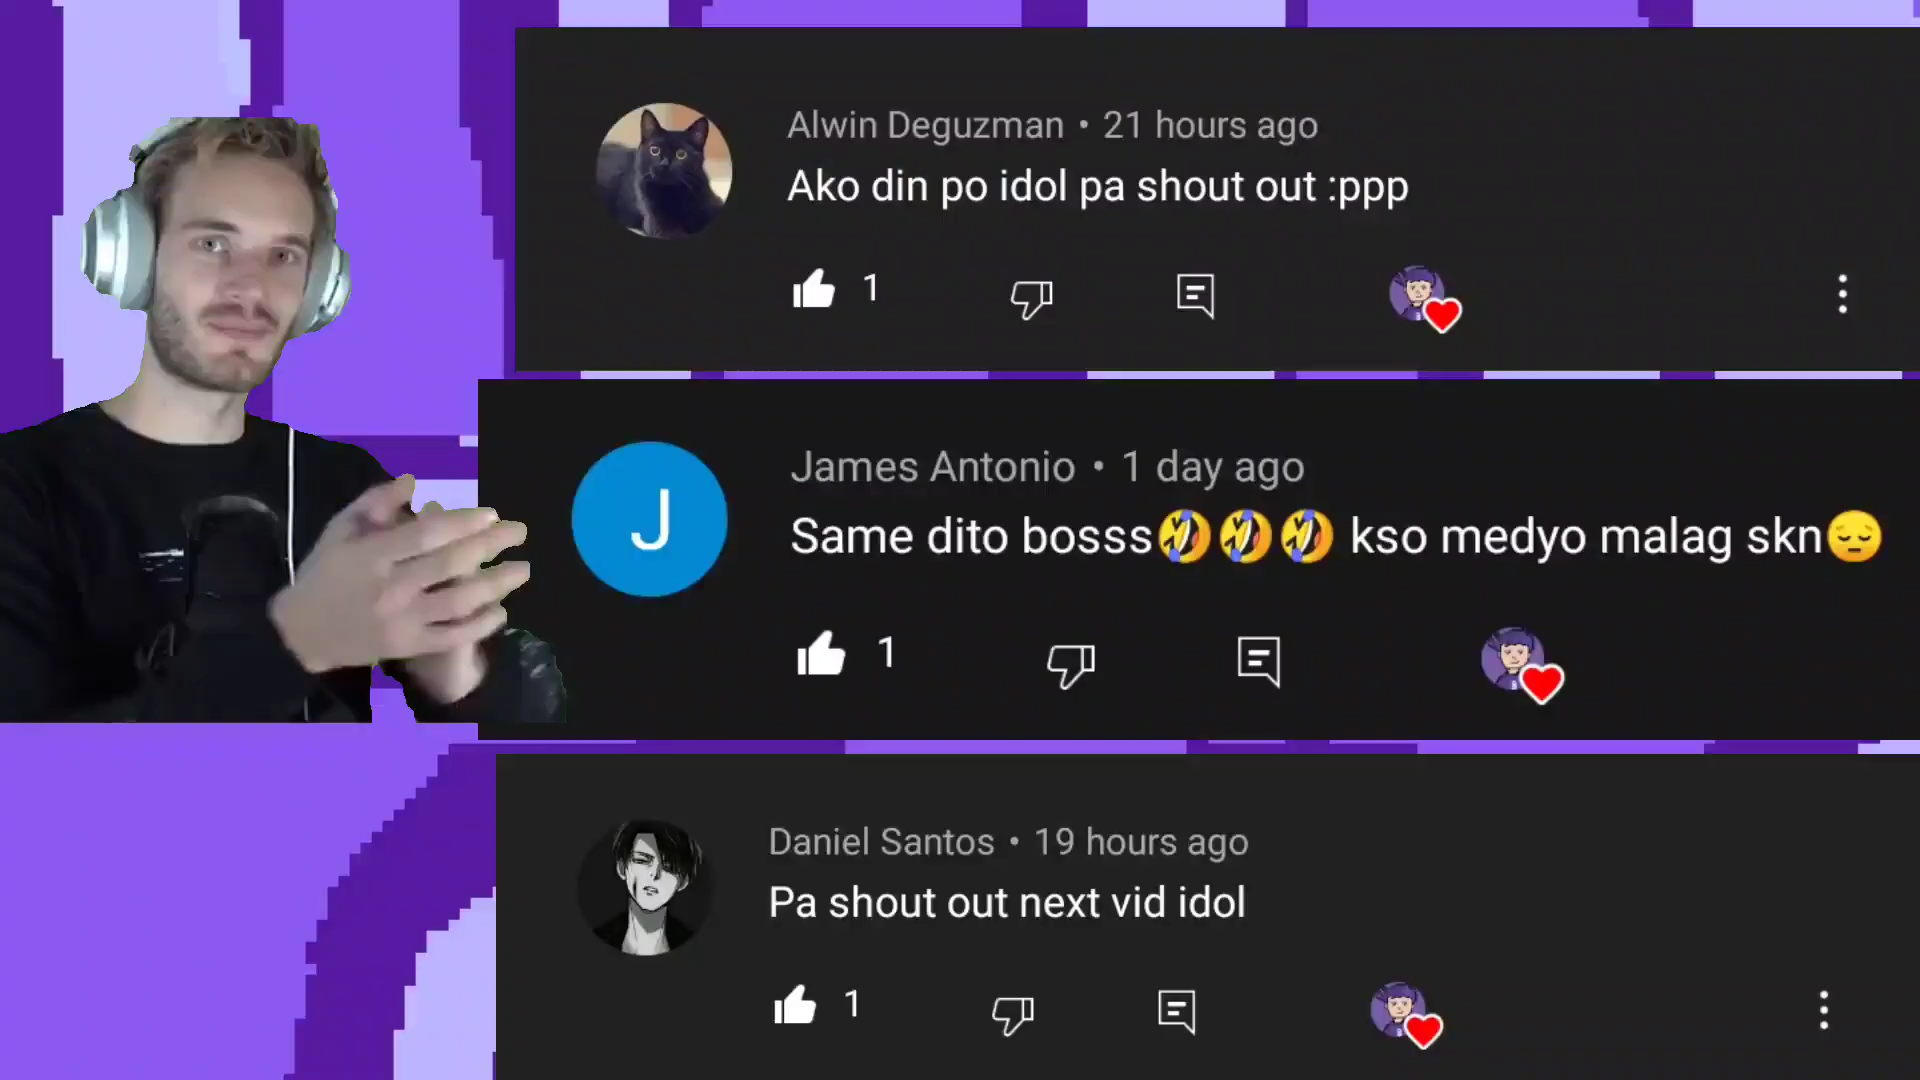 Alwin Deguzman • 21 hours ago
Ako din po idol pa shout out :ppp
1
J
James Antonio • 1 day ago
Same dito bosss🤣🤣🤣 kso medyo malag skn😔
1
Daniel Santos • 19 hours ago
Pa shout out next vid idol
1